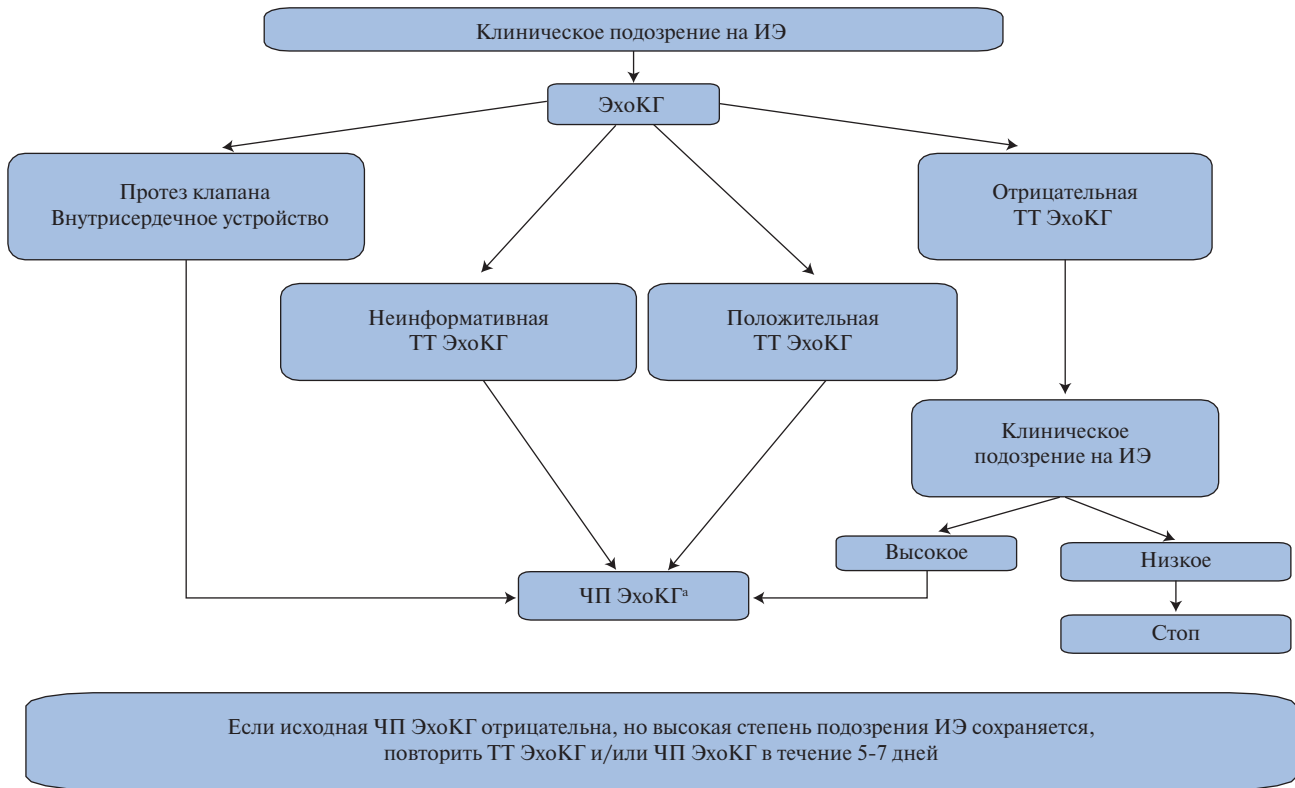 Клиническое подозрение на ИЭ
ЭхоКГ
Протез клапана
Внутрисердечное устройство
Отрицательная
ТТ ЭхоКГ
Неинформативная
ТТ ЭхоКГ
Положительная
ТТ ЭхоКГ
Клиническое
подозрение на ИЭ
Высокое
Низкое
ЧП ЭхоКГª
Стоп
Если исходная ЧП ЭхоКГ отрицательна, но высокая степень подозрения ИЭ сохраняется,
повторить ТТ ЭхоКГ и/или ЧП ЭхоКГ в течение 5-7 дней